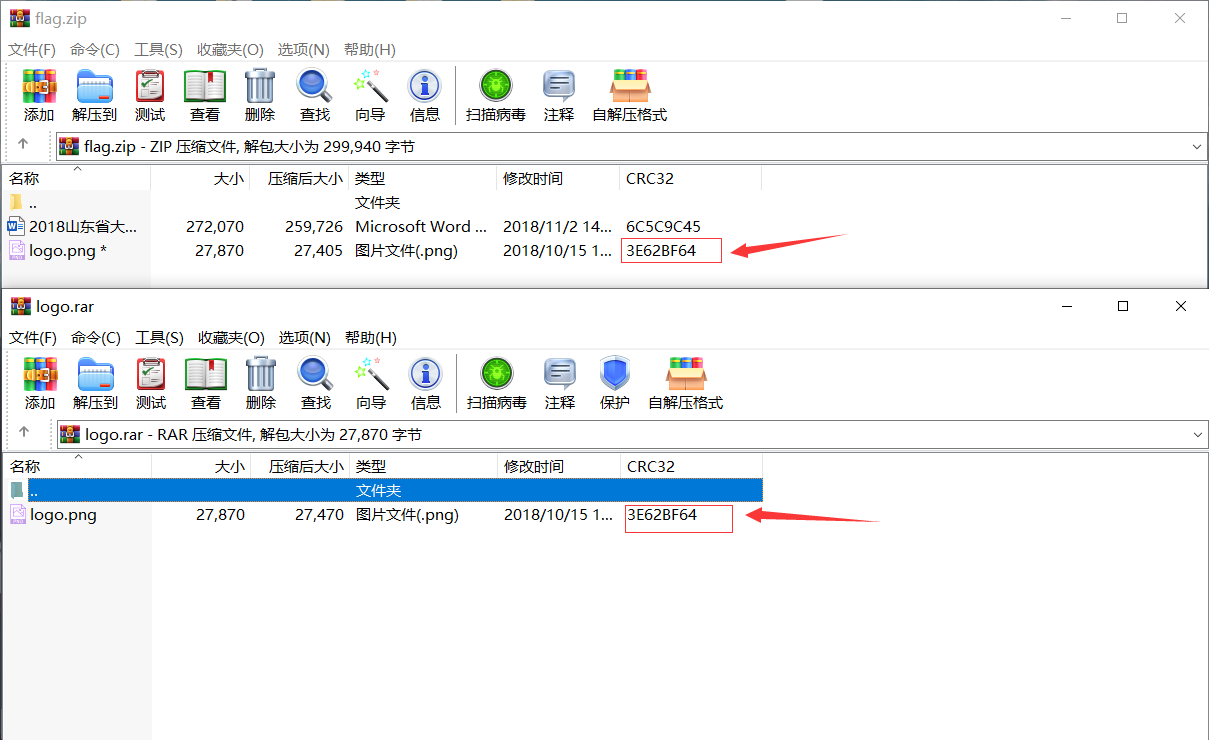 flag.zip
文件(F) 命令(C) 工具(S) 收藏夹(O) 选项(N) 帮助(H)
添加 解压到 测试 查看 删除 查找 向导 信息 扫描病毒 注释 自解压格式
flag.zip - ZIP 压缩文件, 解包大小为 299,940 字节
名称 大小 压缩后大小 类型 修改时间 CRC32
.. 文件夹
2018山东省大... 272,070 259,726 Microsoft Word ... 2018/11/2 14... 6C5C9C45
logo.png * 27,870 27,405 图片文件(.png) 2018/10/15 1... 3E62BF64
logo.rar
文件(F) 命令(C) 工具(S) 收藏夹(O) 选项(N) 帮助(H)
添加 解压到 测试 查看 删除 查找 向导 信息 扫描病毒 注释 保护 自解压格式
logo.rar - RAR 压缩文件, 解包大小为 27,870 字节
名称 大小 压缩后大小 类型 修改时间 CRC32
.. 文件夹
logo.png 27,870 27,470 图片文件(.png) 2018/10/15 1... 3E62BF64